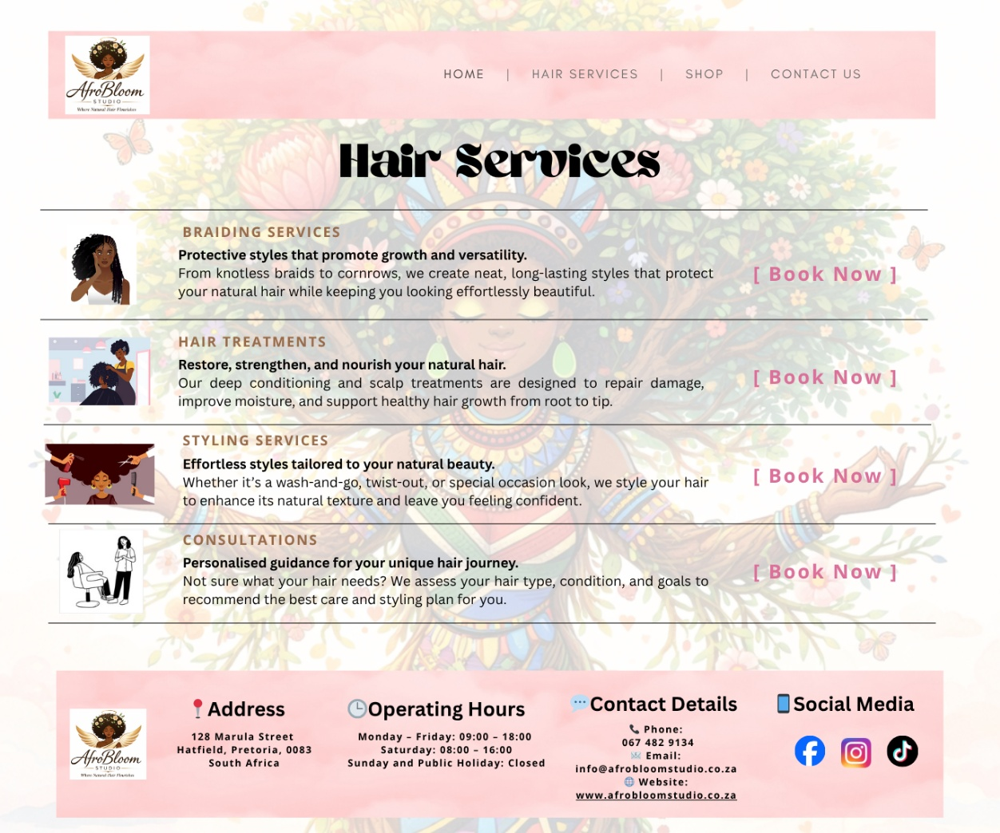 AfroBloom
STUDIO
Where Natural Hair Flourishes
HOME | HAIR SERVICES | SHOP | CONTACT US
Hair Services
BRAIDING SERVICES
Protective styles that promote growth and versatility.
From knotless braids to cornrows, we create neat, long-lasting styles that protect
your natural hair while keeping you looking effortlessly beautiful.
[ Book Now ]
HAIR TREATMENTS
Restore, strengthen, and nourish your natural hair.
Our deep conditioning and scalp treatments are designed to repair damage,
improve moisture, and support healthy hair growth from root to tip.
[ Book Now ]
STYLING SERVICES
Effortless styles tailored to your natural beauty.
Whether it’s a wash-and-go, twist-out, or special occasion look, we style your hair
to enhance its natural texture and leave you feeling confident.
[ Book Now ]
CONSULTATIONS
Personalised guidance for your unique hair journey.
Not sure what your hair needs? We assess your hair type, condition, and goals to
recommend the best care and styling plan for you.
[ Book Now ]
AfroBloom
STUDIO
Where Natural Hair Flourishes
📍Address
128 Marula Street
Hatfield, Pretoria, 0083
South Africa
🕒Operating Hours
Monday – Friday: 09:00 – 18:00
Saturday: 08:00 – 16:00
Sunday and Public Holiday: Closed
💬Contact Details
📞 Phone:
067 482 9134
📧 Email:
info@afrobloomstudio.co.za
🌐 Website:
www.afrobloomstudio.co.za
📱Social Media